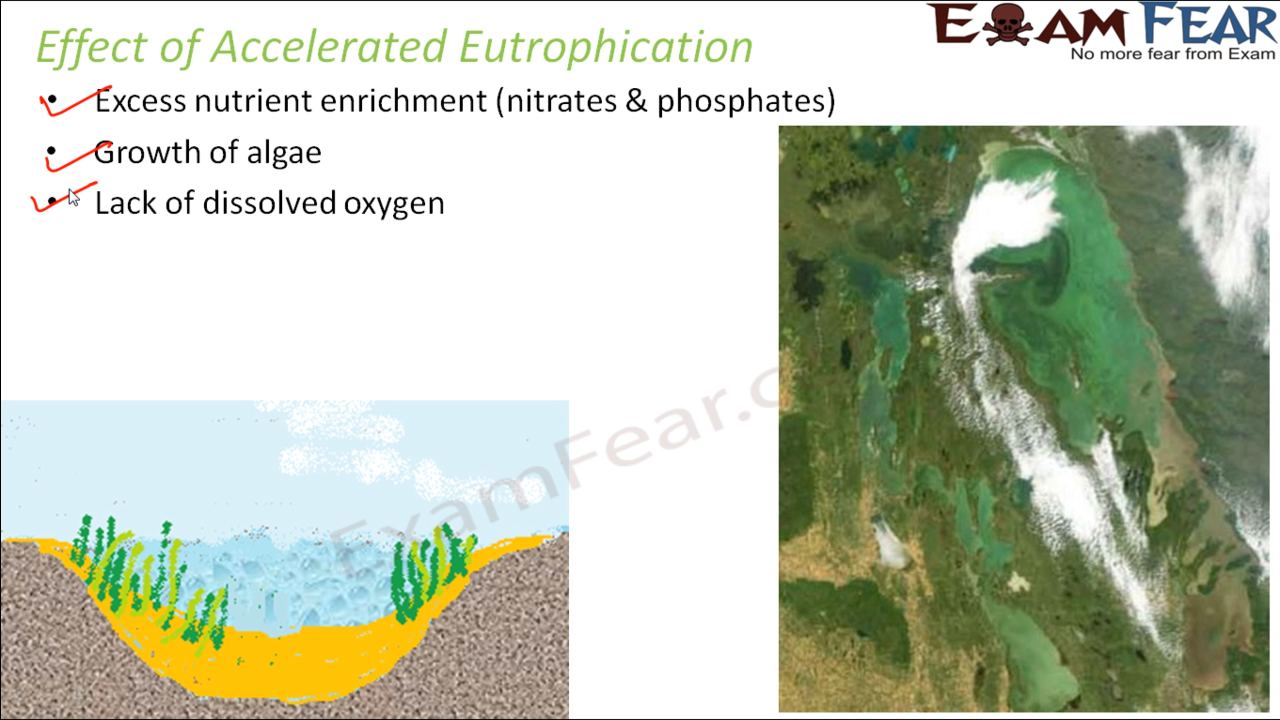 Effect of Accelerated Eutrophication
EXAM FEAR
No more fear from Exam
• Excess nutrient enrichment (nitrates & phosphates)
• Growth of algae
• Lack of dissolved oxygen
ExamFear.c